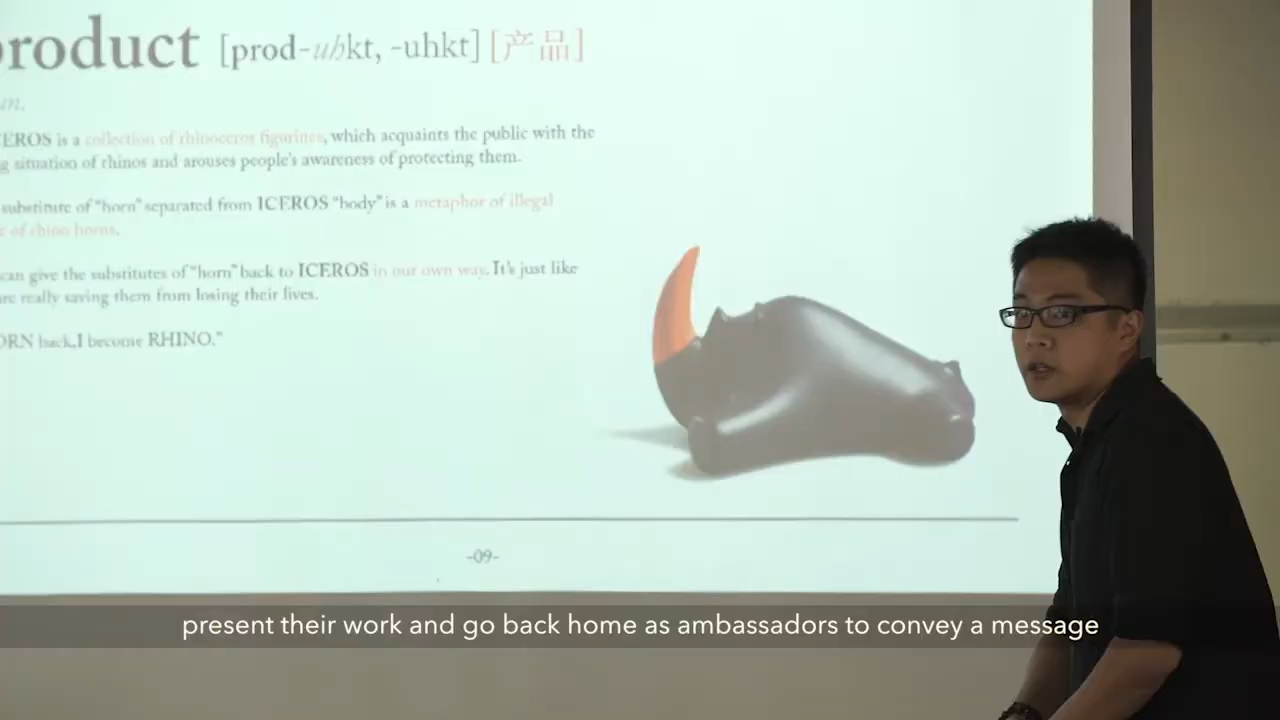 product [prod-uhkt, -uhkt] [产品]
n.
CEROS is a collection of rhinoceros figurines, which acquaints the public with the
g situation of rhinos and arouses people's awareness of protecting them.
substitute of "horn" separated from ICEROS "body" is a metaphor of illegal
of rhino horns.
can give the substitutes of "horn" back to ICEROS in our own way. It's just like
are really saving them from losing their lives.
ORN back,I become RHINO."
-09-
present their work and go back home as ambassadors to convey a message